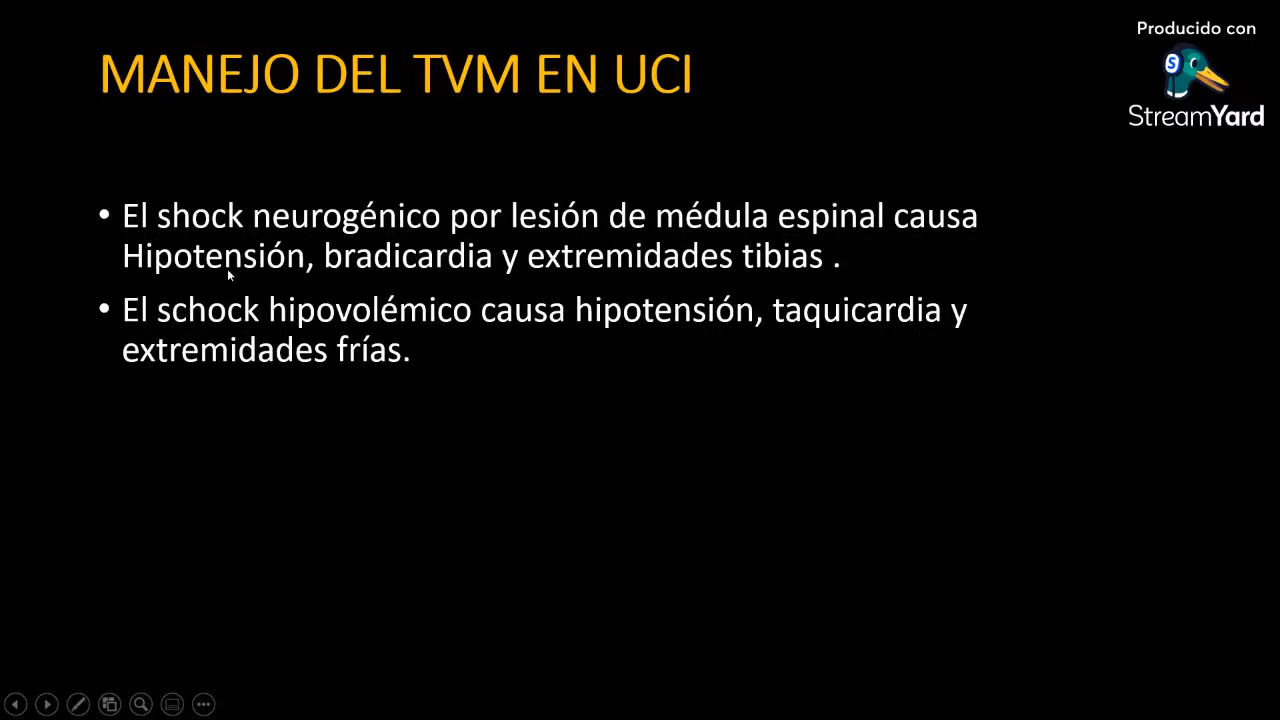 Producido con
StreamYard
MANEJO DEL TVM EN UCI
• El shock neurogénico por lesión de médula espinal causa
Hipotensión, bradicardia y extremidades tibias .
• El schock hipovolémico causa hipotensión, taquicardia y
extremidades frías.